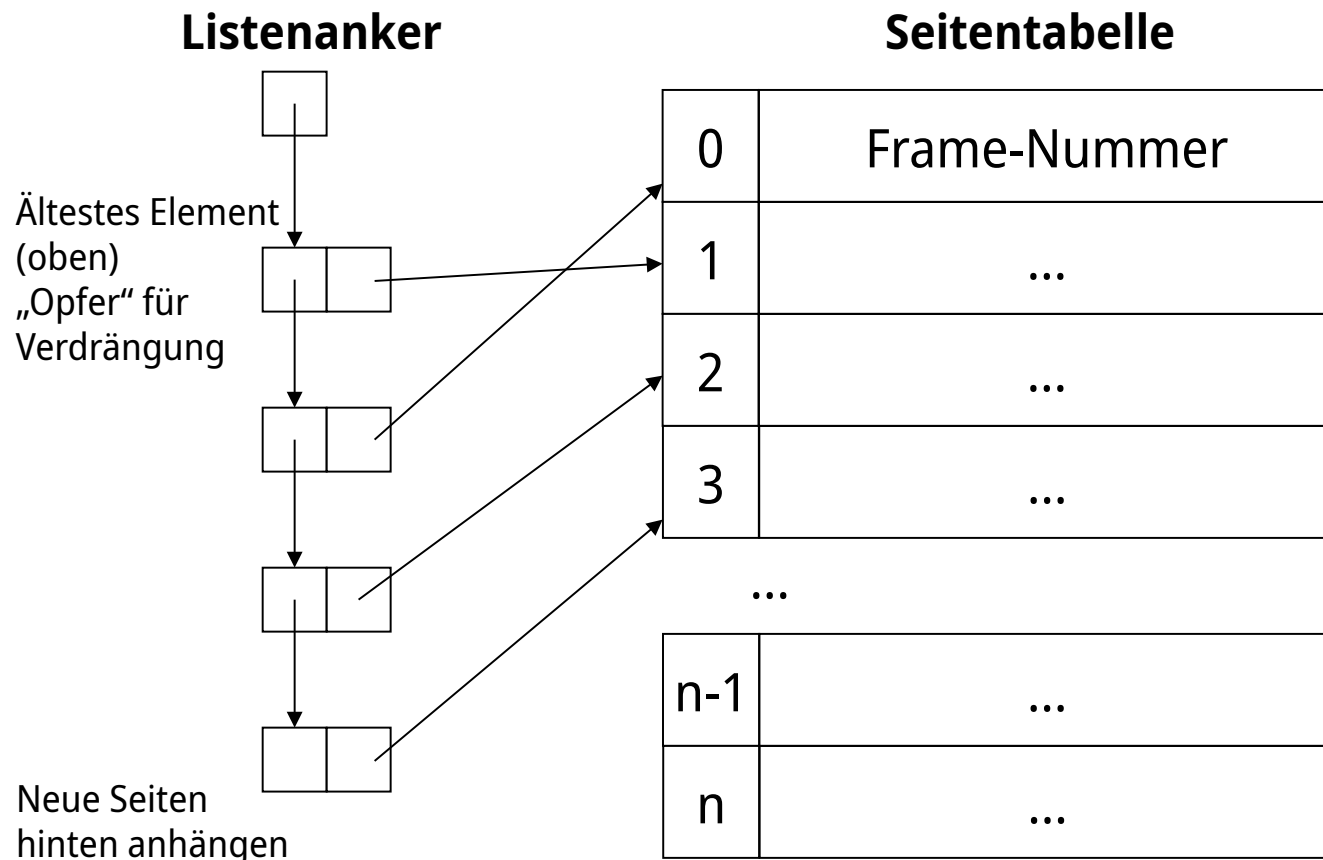 Listenanker
Seitentabelle
0 Frame-Nummer
Ältestes Element
(oben)
„Opfer“ für
Verdrängung
1 ...
2 ...
3 ...
...
n-1 ...
n ...
Neue Seiten
hinten anhängen